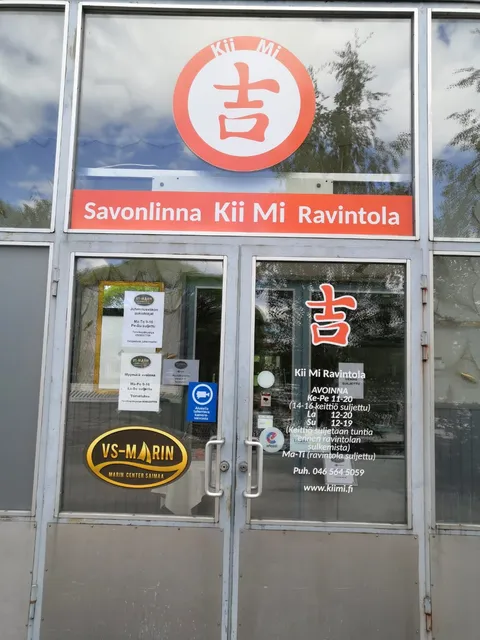 Kii Mi
吉
Savonlinna Kii Mi Ravintola
吉
Kii Mi Ravintola
AVOINNA
Ke-Pe 11-20
(14-16 keittiö suljettu)
La 12-20
Su 12-19
(keittiö suljetaan tuntia
ennen ravintolan
sulkemista)
Ma-Ti (ravintola suljettu)
Puh. 046 564 5059
www.kiimi.fi
VS-MARIN
MARIN CENTER SAIMAA